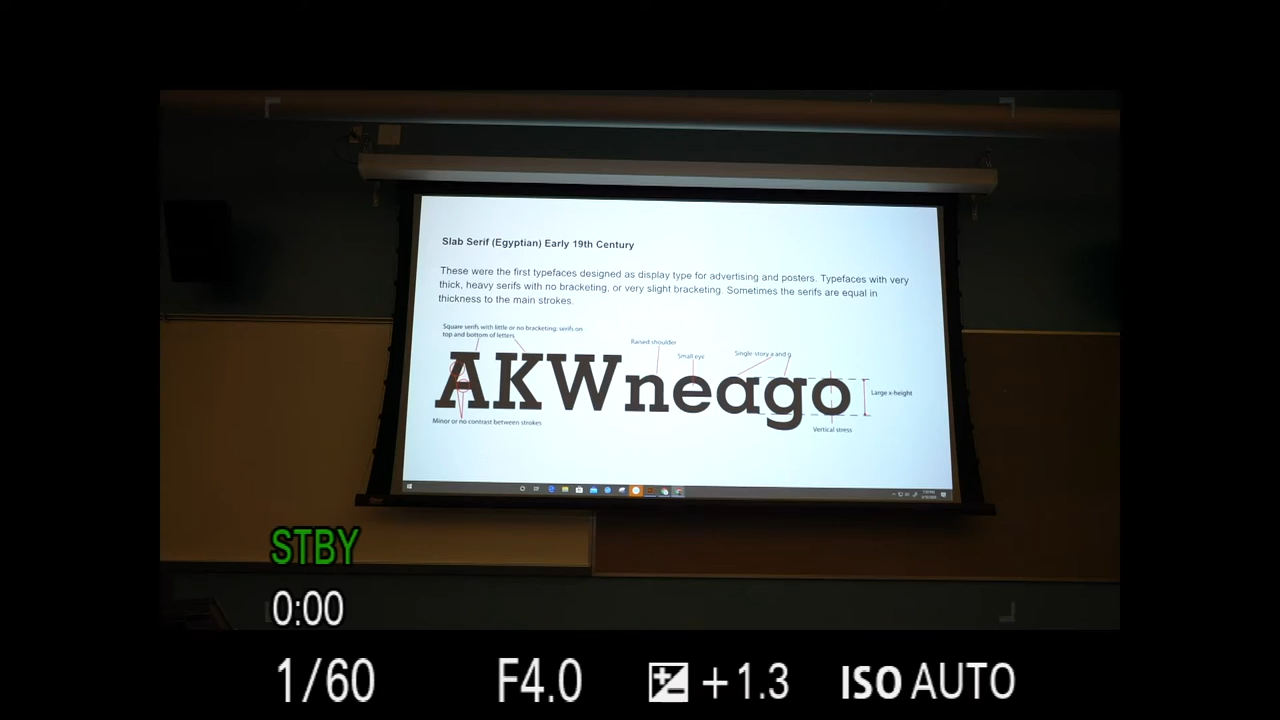 Slab Serif (Egyptian) Early 19th Century
These were the first typefaces designed as display type for advertising and posters. Typefaces with very
thick, heavy serifs with no bracketing, or very slight bracketing. Sometimes the serifs are equal in
thickness to the main strokes.
Square serifs with little or no bracketing, serifs on
top and bottom of letters
Raised shoulder
Small eye
Single-story a and g
AKWneago
Large x-height
Minor or no contrast between strokes
Vertical stress
STBY
0:00
1/60 F4.0 +1.3 ISO AUTO